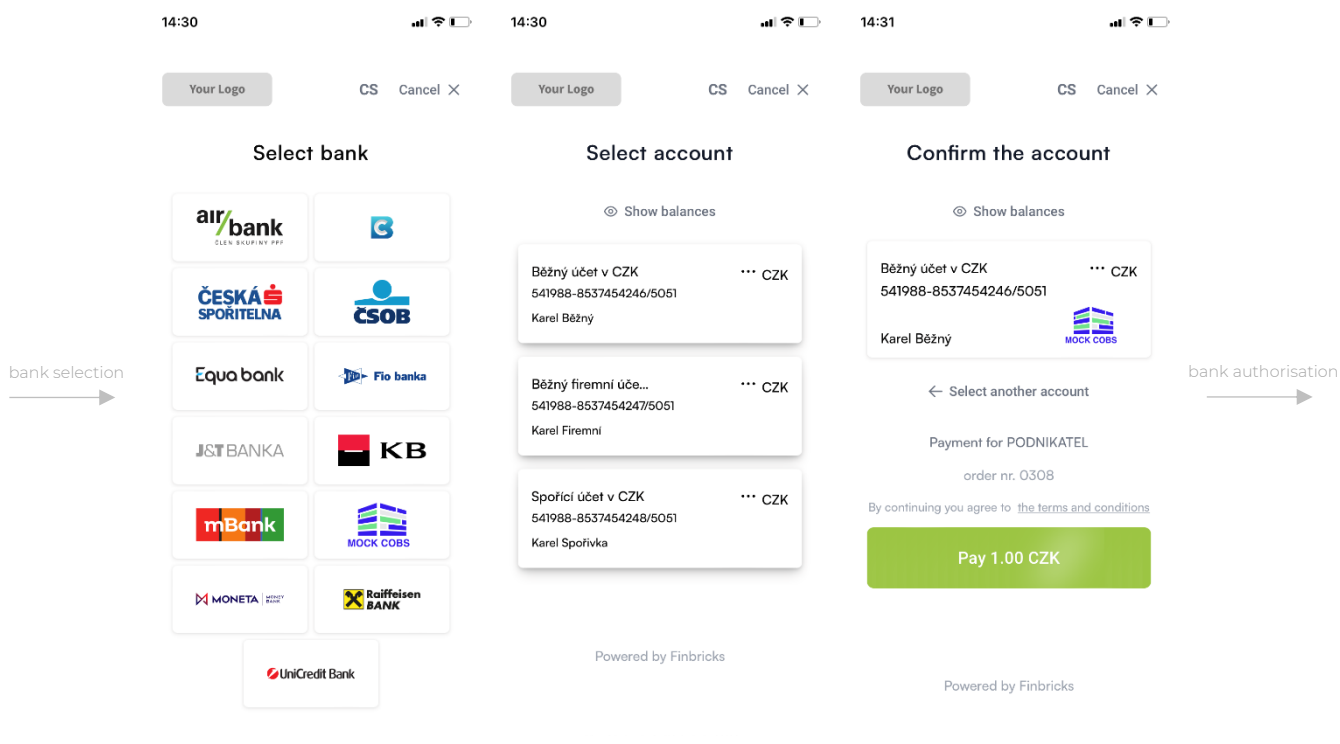 bank selection
14:30
Your Logo
CS Cancel
Select bank
air bank
ČLEN SKUPINY PPF
ČESKÁ
SPOŘITELNA
ČSOB
Equa bank
Fio Fio banka
J&T BANKA
KB
mBank
MOCK COBS
MONETA MONEY BANK
Raiffeisen
BANK
UniCredit Bank
14:30
Your Logo
CS Cancel
Select account
Show balances
Běžný účet v CZK
··· CZK
541988-8537454246/5051
Karel Běžný
Běžný firemní úče...
··· CZK
541988-8537454247/5051
Karel Firemní
Spořící účet v CZK
··· CZK
541988-8537454248/5051
Karel Spořivka
Powered by Finbricks
14:31
Your Logo
CS Cancel
Confirm the account
Show balances
Běžný účet v CZK
··· CZK
541988-8537454246/5051
Karel Běžný
MOCK COBS
Select another account
Payment for PODNIKATEL
order nr. 0308
By continuing you agree to the terms and conditions
Pay 1.00 CZK
Powered by Finbricks
bank authorisation